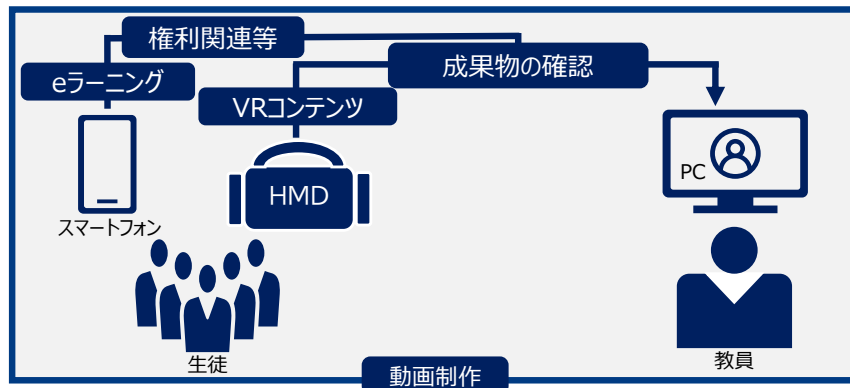 権利関連等
成果物の確認
eラーニング
VRコンテンツ
PC
HMD
スマートフォン
生徒
教員
動画制作